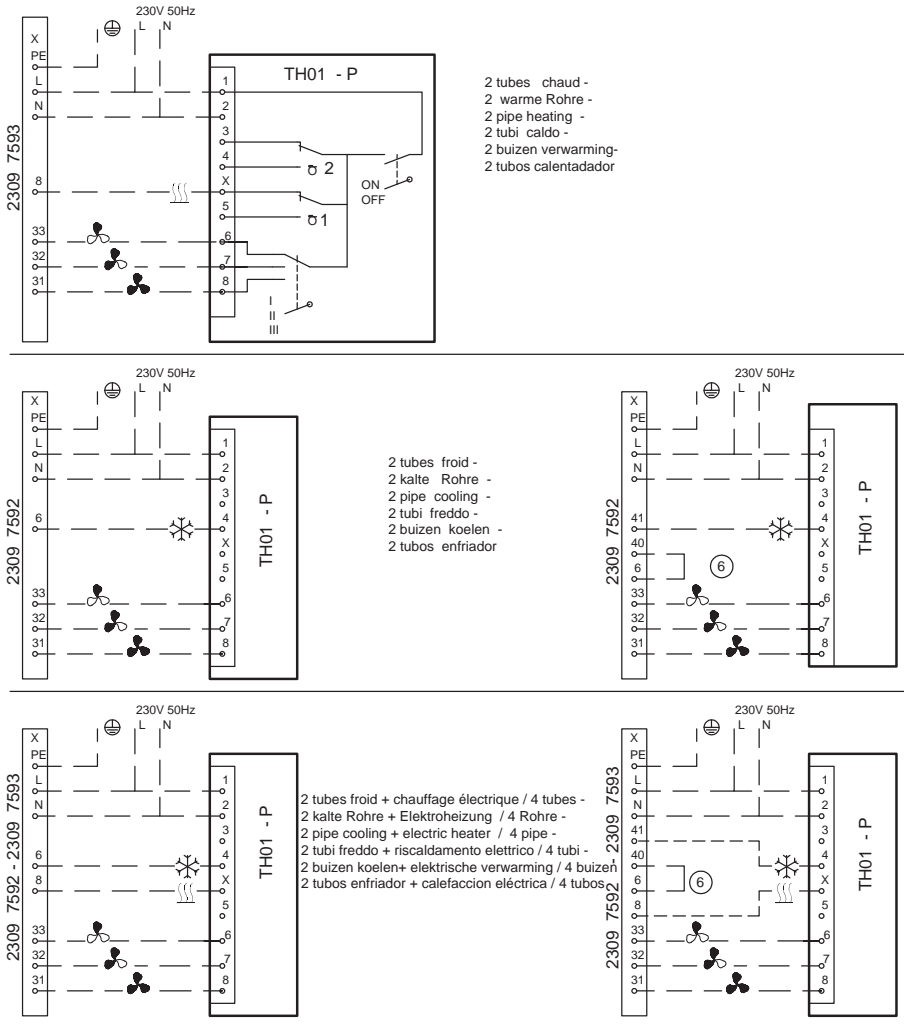 230V 50Hz
L N
X
PE
L
N
8
33
32
31
2309 7593
TH01 - P
1
2
3
4
X
5
6
7
8
2
1
ON
OFF
I
II
III
2 tubes chaud -
2 warme Rohre -
2 pipe heating -
2 tubi caldo -
2 buizen verwarming-
2 tubos calentadador
230V 50Hz
L N
X
PE
L
N
6
33
32
31
2309 7592
1
2
3
4
X
5
6
7
8
TH01 - P
2 tubes froid -
2 kalte Rohre -
2 pipe cooling -
2 tubi freddo -
2 buizen koelen -
2 tubos enfriador
230V 50Hz
L N
X
PE
L
N
41
40
6
33
32
31
2309 7592
6
1
2
3
4
X
5
6
7
8
TH01 - P
230V 50Hz
L N
X
PE
L
N
6
8
33
32
31
2309 7592 - 2309 7593
1
2
3
4
X
5
6
7
8
TH01 - P
2 tubes froid + chauffage électrique / 4 tubes -
2 kalte Rohre + Elektroheizung / 4 Rohre -
2 pipe cooling + electric heater / 4 pipe -
2 tubi freddo + riscaldamento elettrico / 4 tubi -
2 buizen koelen+ elektrische verwarming / 4 buizen -
2 tubos enfriador + calefaccion eléctrica / 4 tubos
230V 50Hz
L N
X
PE
L
N
41
40
6
8
33
32
31
2309 7592 - 2309 7593
6
1
2
3
4
X
5
6
7
8
TH01 - P